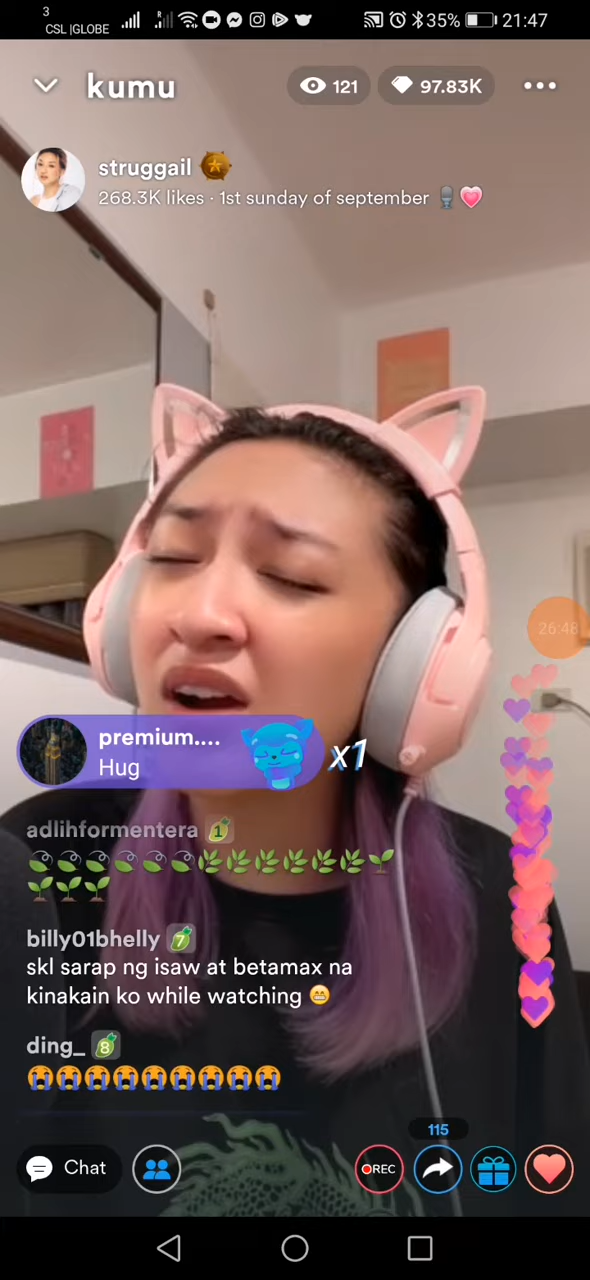 3
CSL |GLOBE
35%
21:47
kumu
121
97.83K
struggail
268.3K likes · 1st sunday of september
26:48
premium....
Hug
x1
adlihformentera 1
billy01bhelly 7
skl sarap ng isaw at betamax na
kinakain ko while watching 😁
ding_ 8
😭😭😭😭😭😭😭😭😭
115
Chat
REC